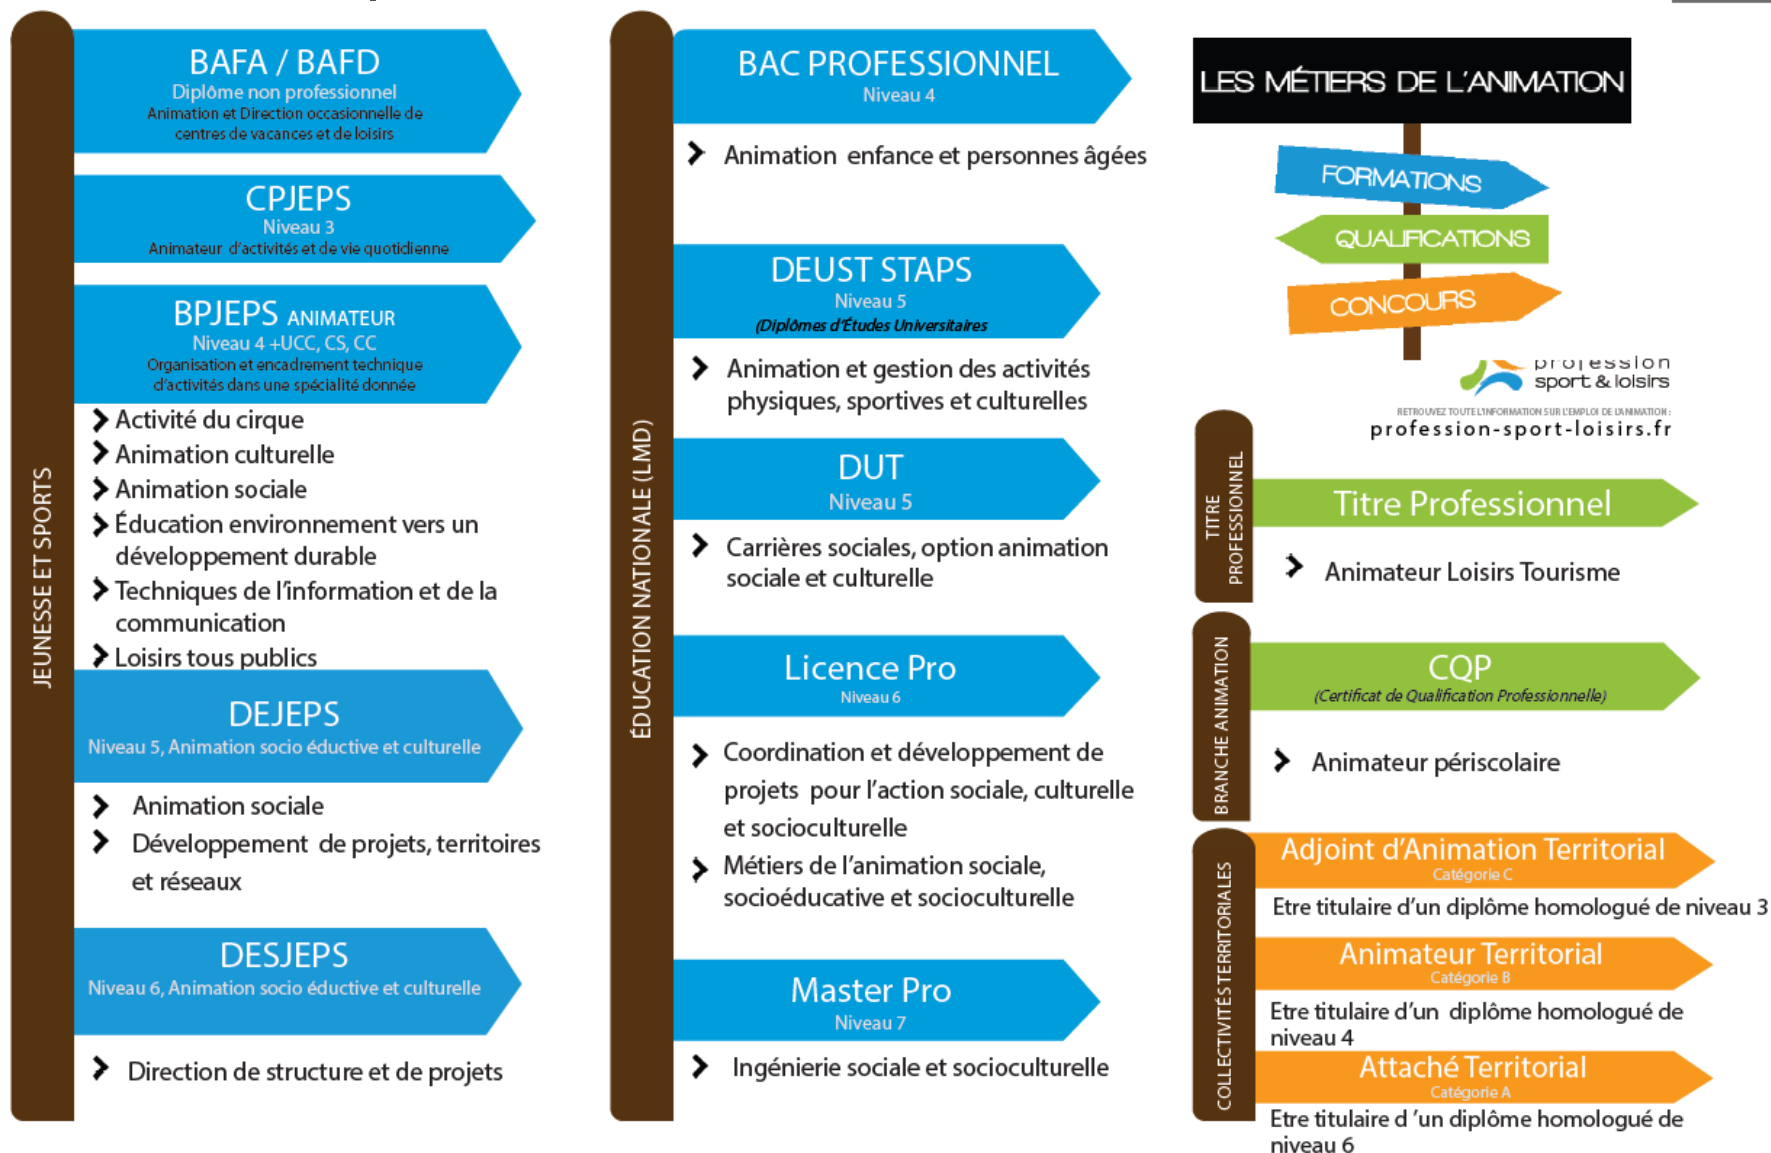 JEUNESSE ET SPORTS
BAFA / BAFD
Diplôme non professionnel
Animation et Direction occasionnelle de
centres de vacances et de loisirs
CPJEPS
Niveau 3
Animateur d'activités et de vie quotidienne
BPJEPS ANIMATEUR
Niveau 4 +UCC, CS, CC
Organisation et encadrement technique
d'activités dans une spécialité donnée
Activité du cirque
Animation culturelle
Animation sociale
Éducation environnement vers un
développement durable
Techniques de l'information et de la
communication
Loisirs tous publics
DEJEPS
Niveau 5, Animation socio éductive et culturelle
Animation sociale
Développement de projets, territoires
et réseaux
DESJEPS
Niveau 6, Animation socio éductive et culturelle
Direction de structure et de projets
ÉDUCATION NATIONALE (LMD)
BAC PROFESSIONNEL
Niveau 4
Animation enfance et personnes âgées
DEUST STAPS
Niveau 5
(Diplômes d'Études Universitaires
Animation et gestion des activités
physiques, sportives et culturelles
DUT
Niveau 5
Carrières sociales, option animation
sociale et culturelle
Licence Pro
Niveau 6
Coordination et développement de
projets pour l'action sociale, culturelle
et socioculturelle
Métiers de l'animation sociale,
socioéducative et socioculturelle
Master Pro
Niveau 7
Ingénierie sociale et socioculturelle
LES MÉTIERS DE L'ANIMATION
FORMATIONS
QUALIFICATIONS
CONCOURS
profession
sport & loisirs
RETROUVEZ TOUTE L'INFORMATION SUR L'EMPLOI DE L'ANIMATION :
profession-sport-loisirs.fr
TITRE
PROFESSIONNEL
Titre Professionnel
Animateur Loisirs Tourisme
BRANCHE ANIMATION
CQP
(Certificat de Qualification Professionnelle)
Animateur périscolaire
COLLECTIVITÉS TERRITORIALES
Adjoint d'Animation Territorial
Catégorie C
Etre titulaire d'un diplôme homologué de niveau 3
Animateur Territorial
Catégorie B
Etre titulaire d'un diplôme homologué de
niveau 4
Attaché Territorial
Catégorie A
Etre titulaire d 'un diplôme homologué de
niveau 6